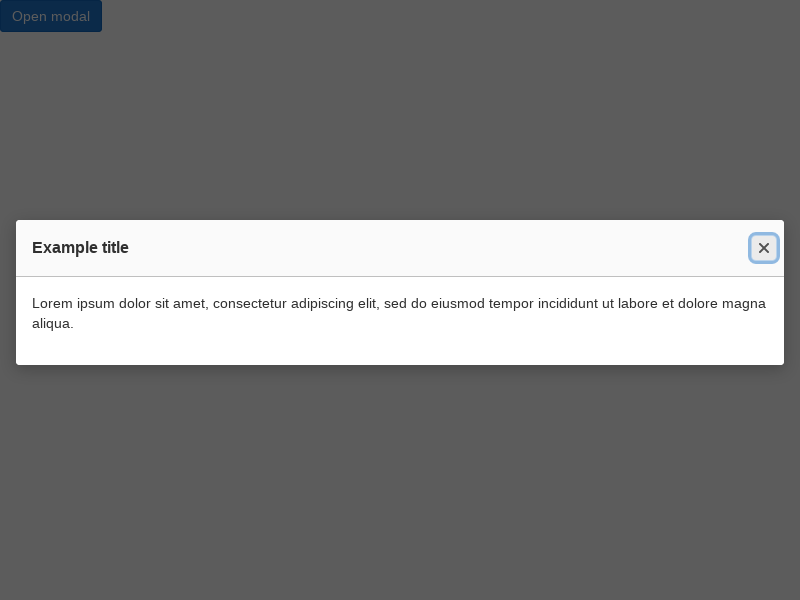 Open modal
Example title
Lorem ipsum dolor sit amet, consectetur adipiscing elit, sed do eiusmod tempor incididunt ut labore et dolore magna
aliqua.